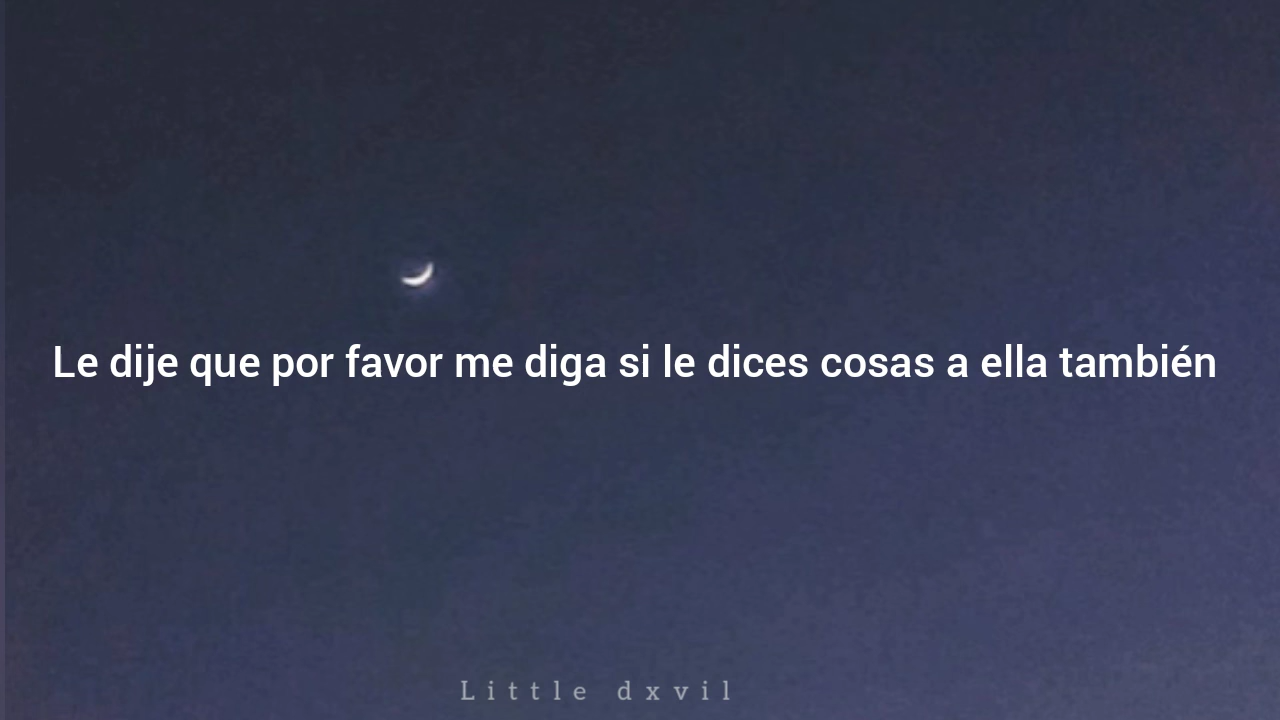 Le dije que por favor me diga si le dices cosas a ella también
Little dxvil